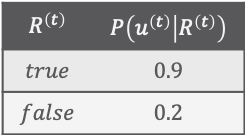 R^(t) P(u^(t)|R^(t))
true 0.9
false 0.2